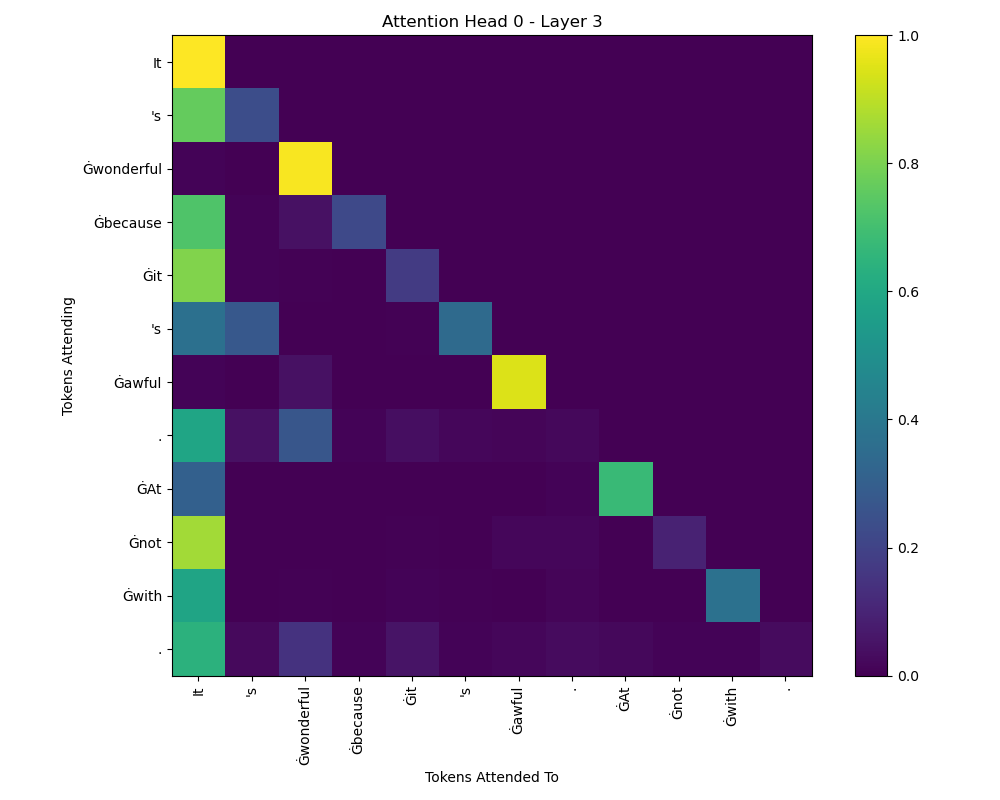 Attention Head 0 - Layer 3
Tokens Attending
It
's
Ġwonderful
Ġbecause
Ġit
's
Ġawful
.
ĠAt
Ġnot
Ġwith
.
It
's
Ġwonderful
Ġbecause
Ġit
's
Ġawful
.
ĠAt
Ġnot
Ġwith
.
Tokens Attended To
1.0
0.8
0.6
0.4
0.2
0.0